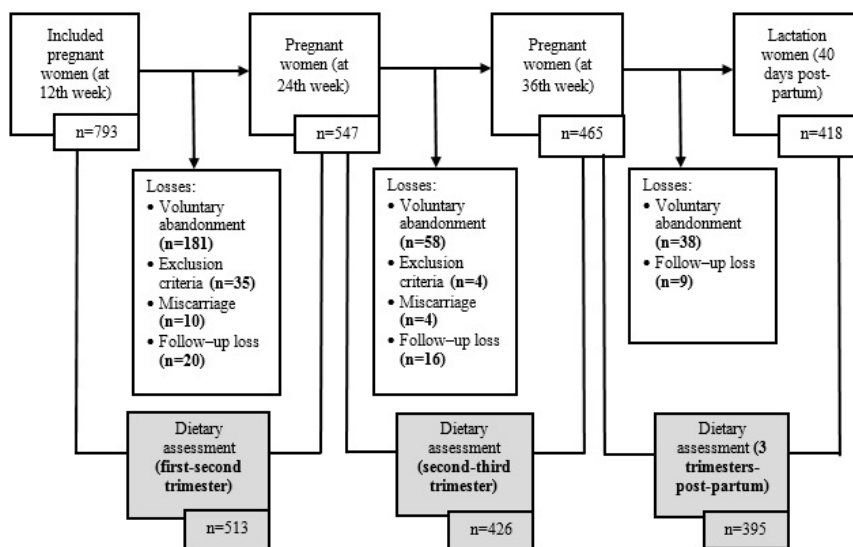 Included
pregnant
women (at
12th week)
n=793
Pregnant
women (at
24th week)
n=547
Pregnant
women (at
36th week)
n=465
Lactation
women (40
days post-
partum)
n=418
Losses:
• Voluntary
abandonment
(n=181)
• Exclusion
criteria (n=35)
• Miscarriage
(n=10)
• Follow–up loss
(n=20)
Losses:
• Voluntary
abandonment
(n=58)
• Exclusion
criteria (n=4)
• Miscarriage
(n=4)
• Follow–up loss
(n=16)
Losses:
• Voluntary
abandonment
(n=38)
• Follow–up loss
(n=9)
Dietary
assessment
(first-second
trimester)
n=513
Dietary
assessment
(second-third
trimester)
n=426
Dietary
assessment (3
trimesters-
post-partum)
n=395